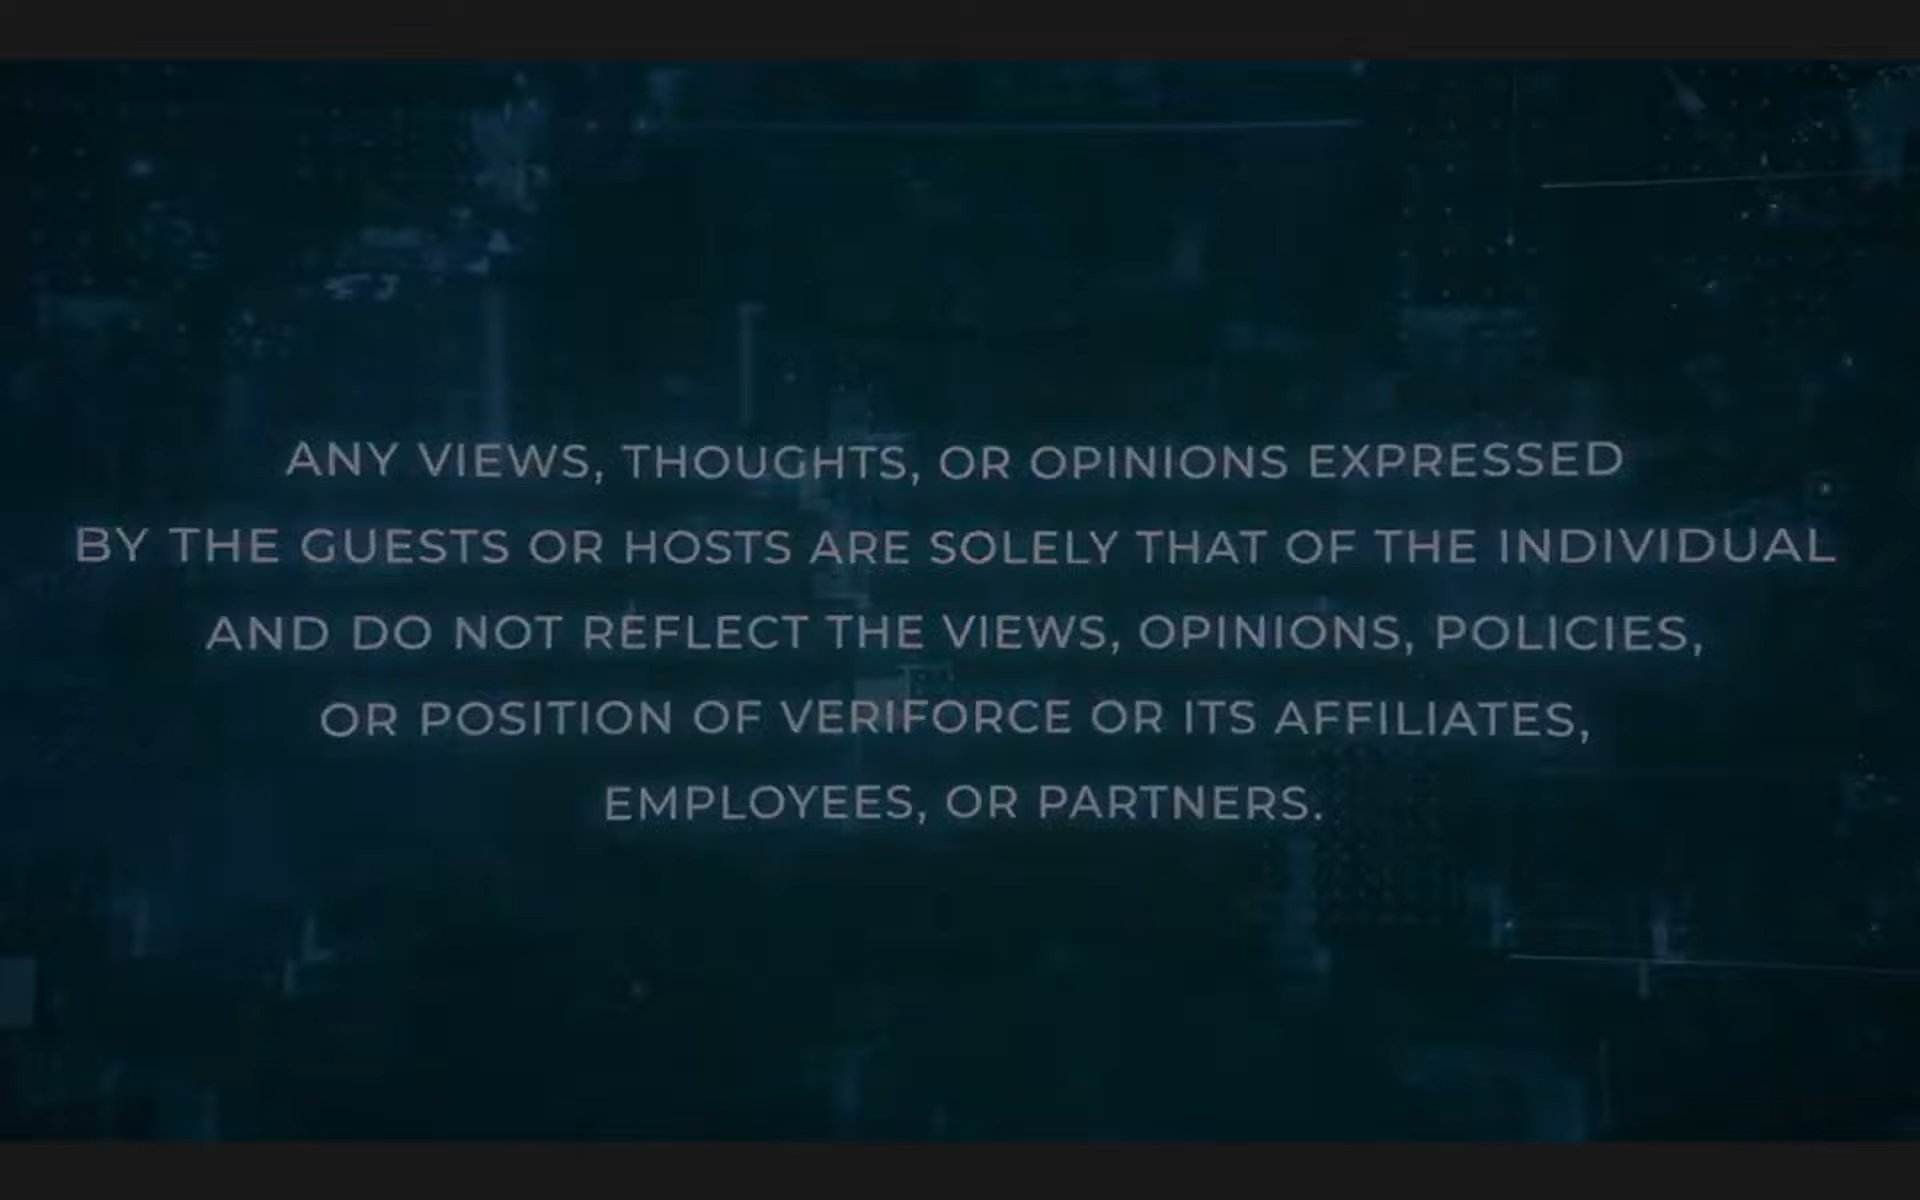 ANY VIEWS, THOUGHTS, OR OPINIONS EXPRESSED
BY THE GUESTS OR HOSTS ARE SOLELY THAT OF THE INDIVIDUAL
AND DO NOT REFLECT THE VIEWS, OPINIONS, POLICIES,
OR POSITION OF VERIFORCE OR ITS AFFILIATES,
EMPLOYEES, OR PARTNERS.